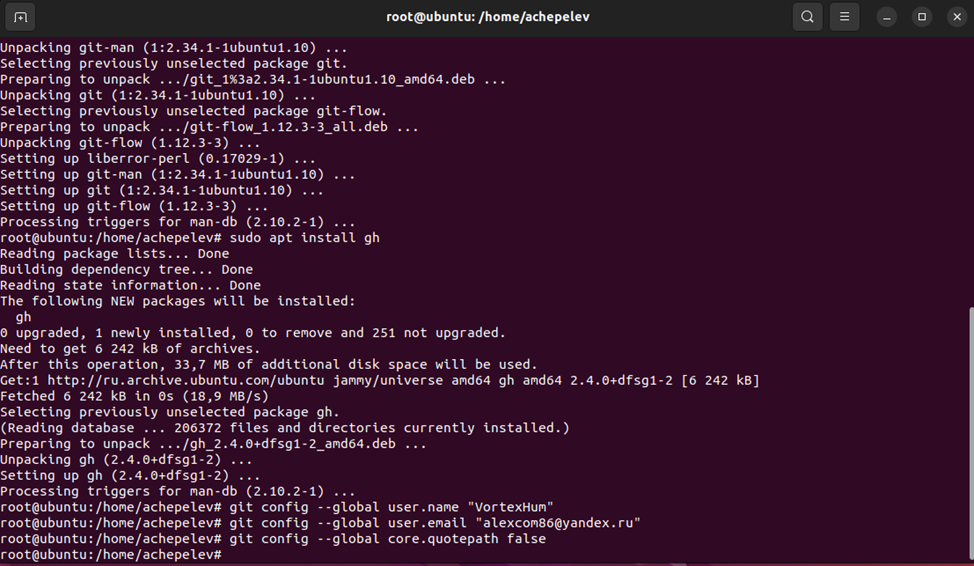 root@ubuntu: /home/achepelev
Unpacking git-man (1:2.34.1-1ubuntu1.10) ...
Selecting previously unselected package git.
Preparing to unpack .../git_1%3a2.34.1-1ubuntu1.10_amd64.deb ...
Unpacking git (1:2.34.1-1ubuntu1.10) ...
Selecting previously unselected package git-flow.
Preparing to unpack .../git-flow_1.12.3-3_all.deb ...
Unpacking git-flow (1.12.3-3) ...
Setting up liberror-perl (0.17029-1) ...
Setting up git-man (1:2.34.1-1ubuntu1.10) ...
Setting up git (1:2.34.1-1ubuntu1.10) ...
Setting up git-flow (1.12.3-3) ...
Processing triggers for man-db (2.10.2-1) ...
root@ubuntu:/home/achepelev# sudo apt install gh
Reading package lists... Done
Building dependency tree... Done
Reading state information... Done
The following NEW packages will be installed:
  gh
0 upgraded, 1 newly installed, 0 to remove and 251 not upgraded.
Need to get 6 242 kB of archives.
After this operation, 33,7 MB of additional disk space will be used.
Get:1 http://ru.archive.ubuntu.com/ubuntu jammy/universe amd64 gh amd64 2.4.0+dfsg1-2 [6 242 kB]
Fetched 6 242 kB in 0s (18,9 MB/s)
Selecting previously unselected package gh.
(Reading database ... 206372 files and directories currently installed.)
Preparing to unpack .../gh_2.4.0+dfsg1-2_amd64.deb ...
Unpacking gh (2.4.0+dfsg1-2) ...
Setting up gh (2.4.0+dfsg1-2) ...
Processing triggers for man-db (2.10.2-1) ...
root@ubuntu:/home/achepelev# git config --global user.name "VortexHum"
root@ubuntu:/home/achepelev# git config --global user.email "alexcom86@yandex.ru"
root@ubuntu:/home/achepelev# git config --global core.quotepath false
root@ubuntu:/home/achepelev#